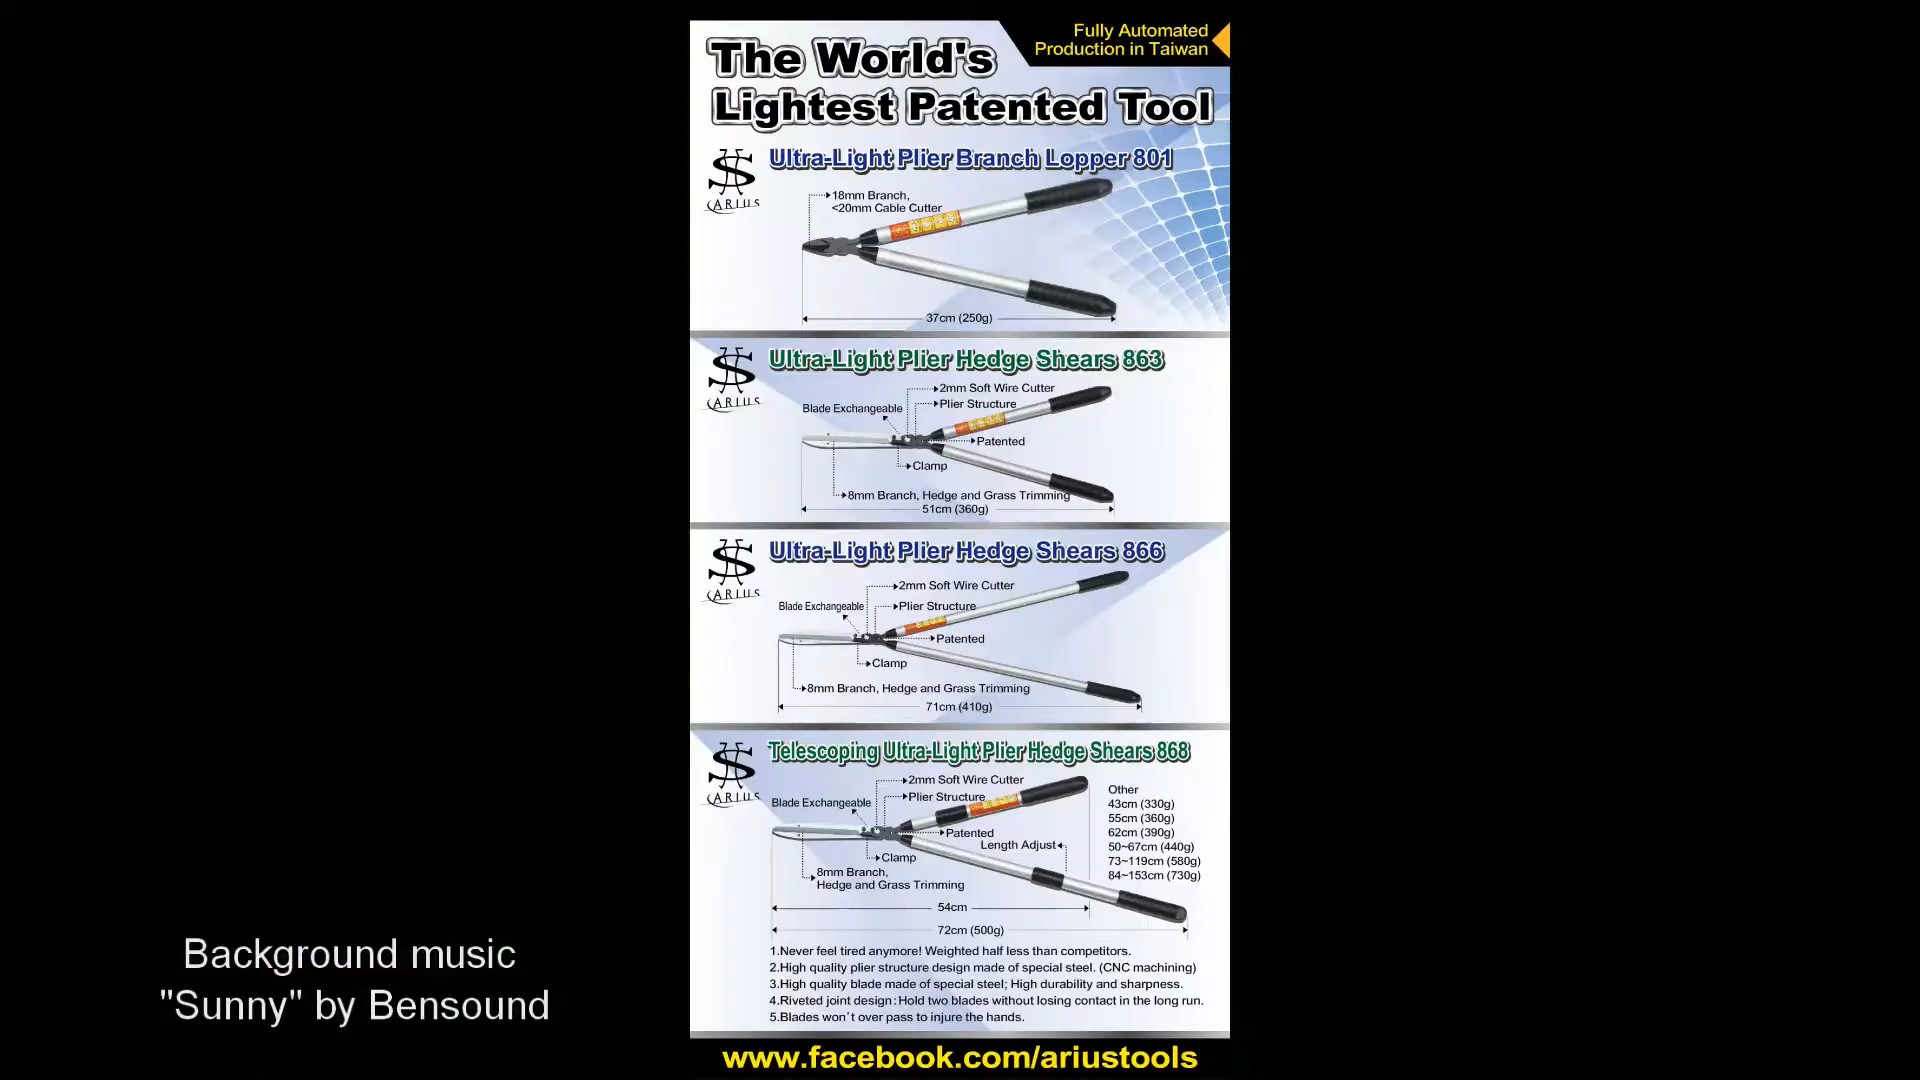 Fully Automated
Production in Taiwan
The World's
Lightest Patented Tool
ARIUS
Ultra-Light Plier Branch Lopper 801
18mm Branch,
<20mm Cable Cutter
37cm (250g)
ARIUS
Ultra-Light Plier Hedge Shears 863
2mm Soft Wire Cutter
Plier Structure
Blade Exchangeable
Patented
Clamp
8mm Branch, Hedge and Grass Trimming
51cm (360g)
ARIUS
Ultra-Light Plier Hedge Shears 866
2mm Soft Wire Cutter
Blade Exchangeable
Plier Structure
Patented
Clamp
8mm Branch, Hedge and Grass Trimming
71cm (410g)
ARIUS
Telescoping Ultra-Light Plier Hedge Shears 868
2mm Soft Wire Cutter
Plier Structure
Blade Exchangeable
Patented
Length Adjust
Clamp
8mm Branch,
Hedge and Grass Trimming
54cm
72cm (500g)
Other
43cm (330g)
55cm (360g)
62cm (390g)
50~67cm (440g)
73~119cm (580g)
84~153cm (730g)
1.Never feel tired anymore! Weighted half less than competitors.
2.High quality plier structure design made of special steel. (CNC machining)
3.High quality blade made of special steel; High durability and sharpness.
4.Riveted joint design:Hold two blades without losing contact in the long run.
5.Blades won't over pass to injure the hands.
www.facebook.com/ariustools
Background music
"Sunny" by Bensound